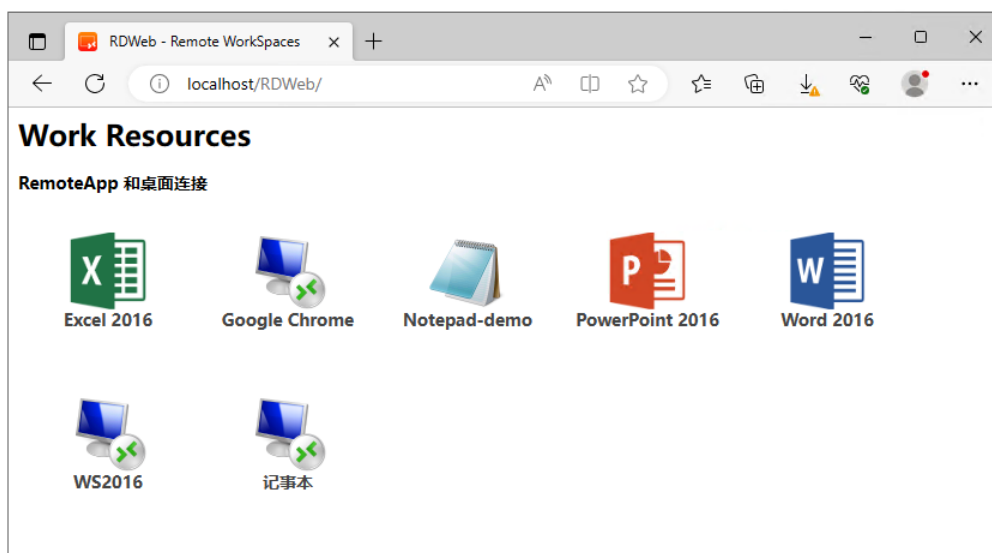 RDWeb - Remote WorkSpaces
localhost/RDWeb/
Work Resources
RemoteApp 和桌面连接
Excel 2016
Google Chrome
Notepad-demo
PowerPoint 2016
Word 2016
WS2016
记事本